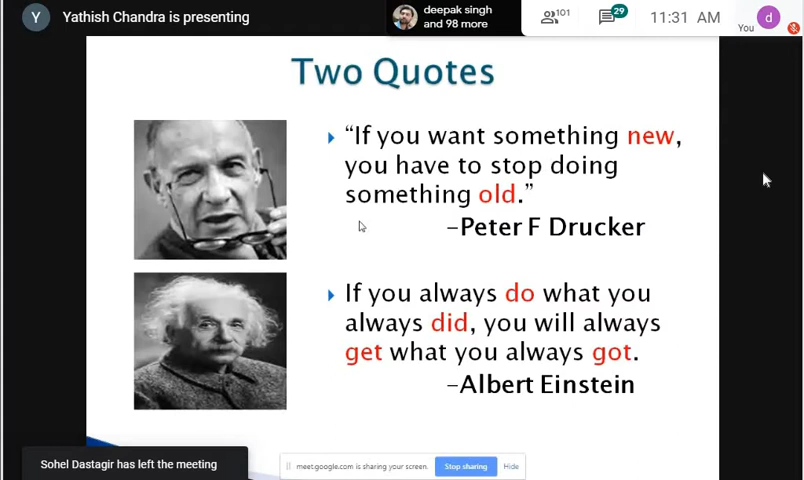 Y Yathish Chandra is presenting
deepak singh
and 98 more
101
29
11:31 AM
You
d
Two Quotes
“If you want something new,
you have to stop doing
something old.”
–Peter F Drucker
If you always do what you
always did, you will always
get what you always got.
–Albert Einstein
Sohel Dastagir has left the meeting
meet.google.com is sharing your screen.
Stop sharing
Hide